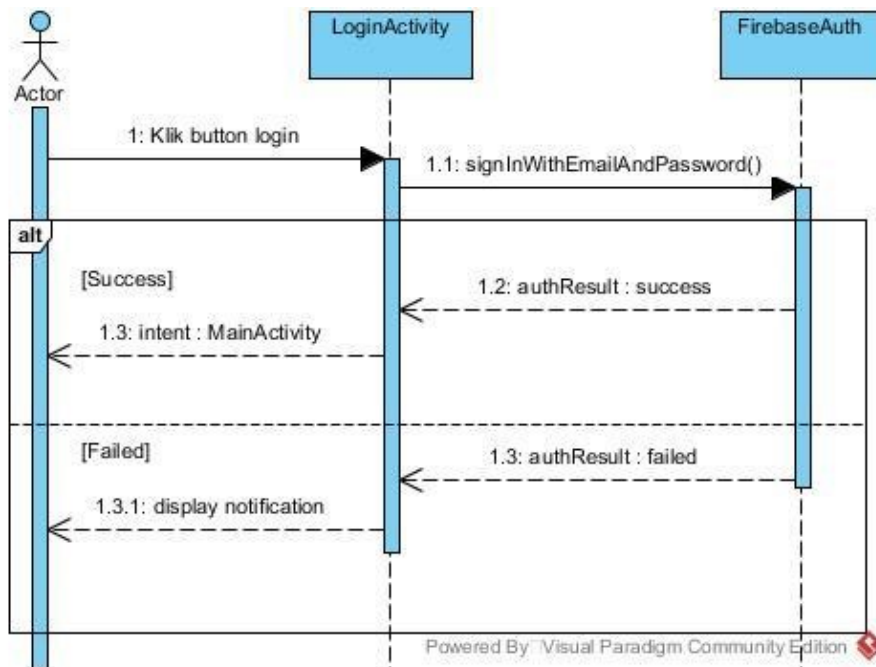 LoginActivity
FirebaseAuth
Actor
1: Klik button login
1.1: signInWithEmailAndPassword()
alt
[Success]
1.2: authResult : success
1.3: intent : MainActivity
[Failed]
1.3: authResult : failed
1.3.1: display notification
Powered By Visual Paradigm Community Edition